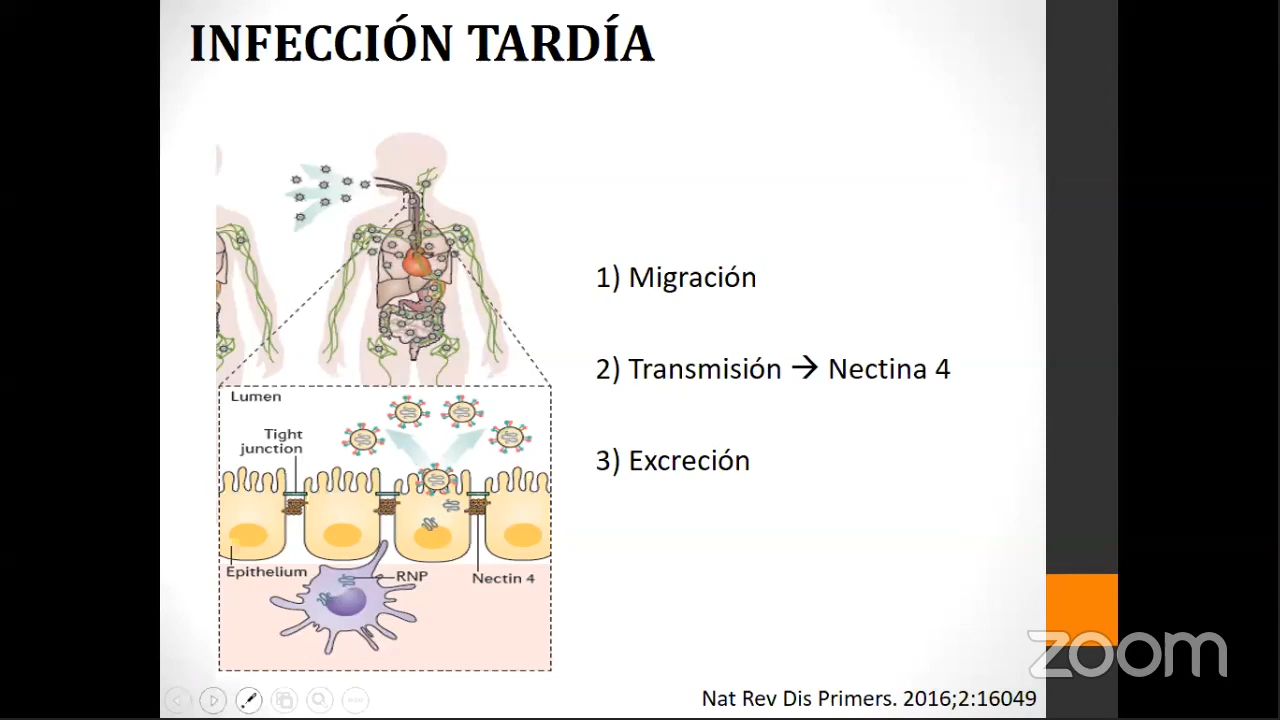 INFECCIÓN TARDÍA
1) Migración
2) Transmisión → Nectina 4
3) Excreción
Lumen
Tight
junction
Epithelium
RNP
Nectin 4
Nat Rev Dis Primers. 2016;2:16049
zoom